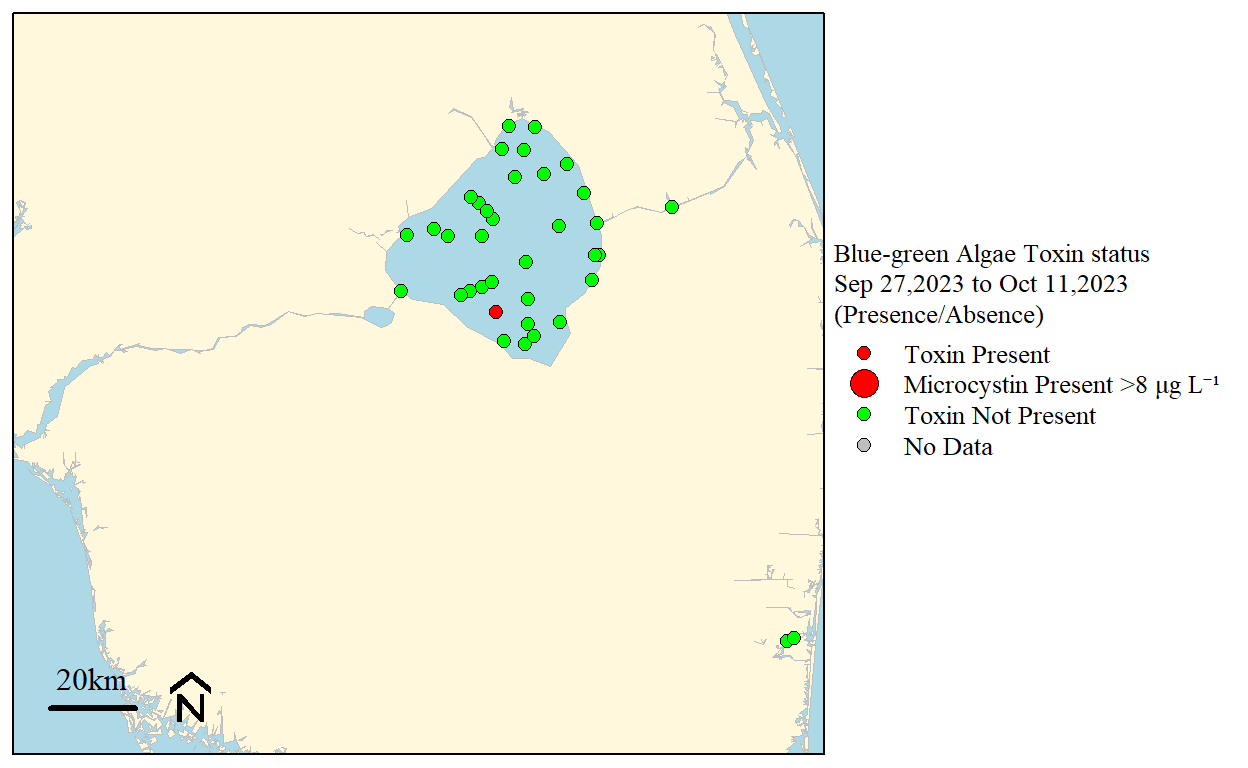 Blue-green Algae Toxin status
Sep 27,2023 to Oct 11,2023
(Presence/Absence)
Toxin Present
Microcystin Present >8 μg L⁻¹
Toxin Not Present
No Data
20km
N